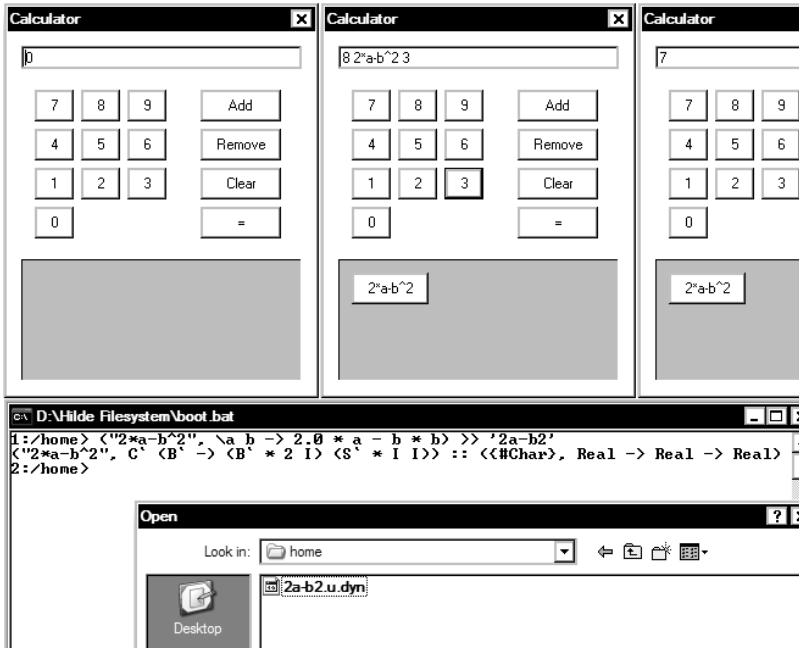 Calculator
0
7 8 9 Add
4 5 6 Remove
1 2 3 Clear
0 =
Calculator
8 2*a-b^2 3
7 8 9 Add
4 5 6 Remove
1 2 3 Clear
0 =
2*a-b^2
Calculator
7
7 8 9
4 5 6
1 2 3
0
2*a-b^2
D:\Hilde Filesystem\boot.bat
1:/home> ("2*a-b^2", \a b -> 2.0 * a - b * b) >> '2a-b2'
("2*a-b^2", C` (B` -) (B` * 2 I) (S` * I I)) :: ({#Char}, Real -> Real -> Real)
2:/home>
Open
Look in: home
2a-b2.u.dyn
Desktop